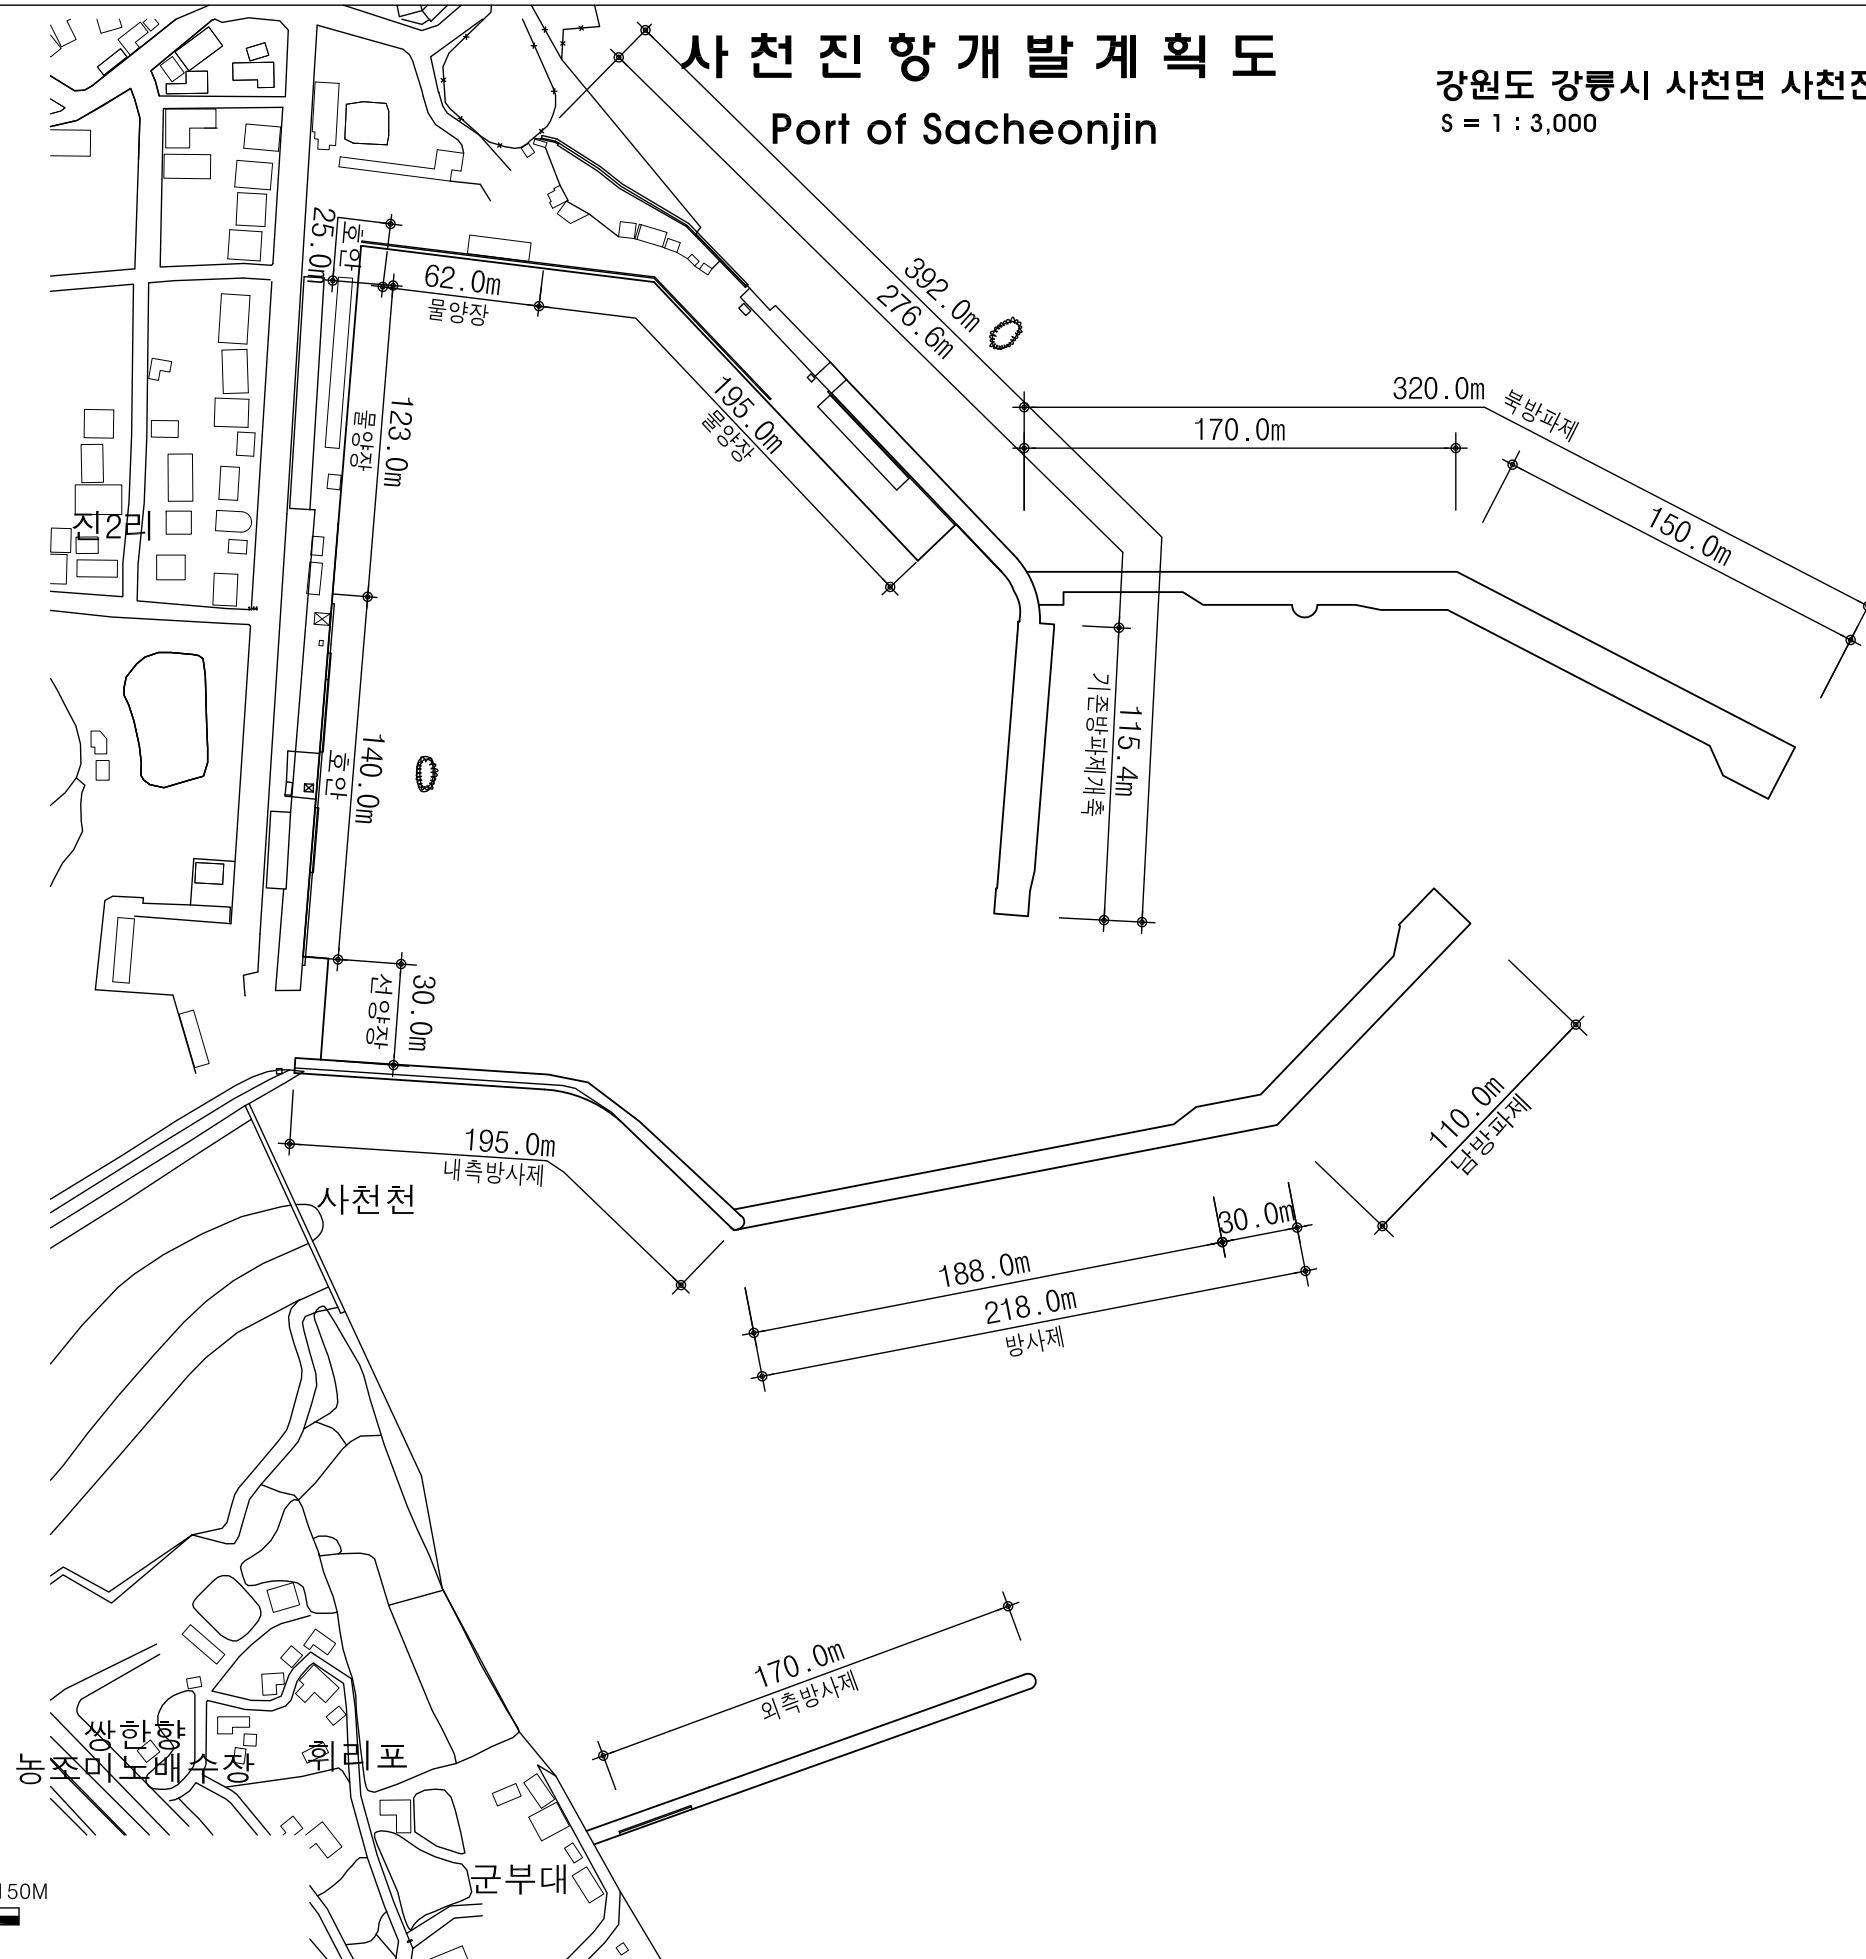 사천진항개발계획도
Port of Sacheonjin
강원도 강릉시 사천면 사천진
S = 1 : 3,000
25.0m
호안
62.0m
물양장
392.0m
276.6m
195.0m
물양장
320.0m
북방파제
170.0m
150.0m
123.0m
물양장
진2리
115.4m
기존방파제개축
140.0m
호안
30.0m
선양장
195.0m
내측방사제
110.0m
남방파제
사천천
30.0m
188.0m
218.0m
방사제
170.0m
외측방사제
쌍한향
농조미노배수장
휘리포
군부대
150M